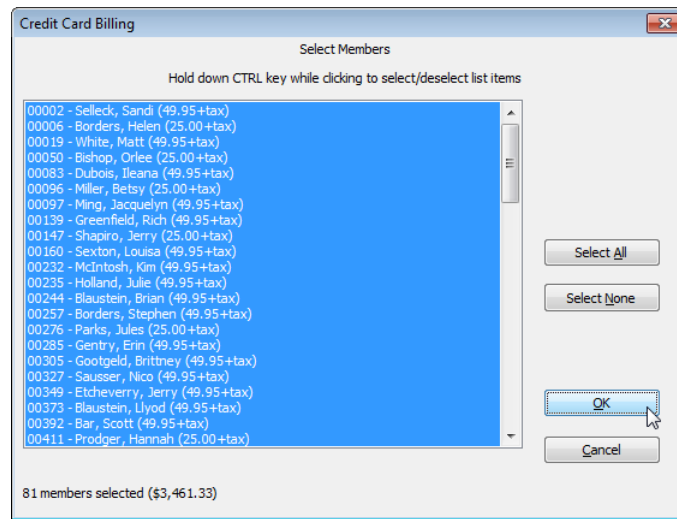 Credit Card Billing
Select Members
Hold down CTRL key while clicking to select/deselect list items
00002 - Selleck, Sandi (49.95+tax)
00006 - Borders, Helen (25.00+tax)
00019 - White, Matt (49.95+tax)
00050 - Bishop, Orlee (25.00+tax)
00083 - Dubois, Ileana (49.95+tax)
00096 - Miller, Betsy (25.00+tax)
00097 - Ming, Jacquelyn (49.95+tax)
00139 - Greenfield, Rich (49.95+tax)
00147 - Shapiro, Jerry (25.00+tax)
00160 - Sexton, Louisa (49.95+tax)
00232 - McIntosh, Kim (49.95+tax)
00235 - Holland, Julie (49.95+tax)
00244 - Blaustein, Brian (49.95+tax)
00257 - Borders, Stephen (49.95+tax)
00276 - Parks, Jules (25.00+tax)
00285 - Gentry, Erin (49.95+tax)
00305 - Gootgeld, Brittney (49.95+tax)
00327 - Sausser, Nico (49.95+tax)
00349 - Etcheverry, Jerry (49.95+tax)
00373 - Blaustein, Llyod (49.95+tax)
00392 - Bar, Scott (49.95+tax)
00411 - Prodger, Hannah (25.00+tax)
Select All
Select None
OK
Cancel
81 members selected ($3,461.33)